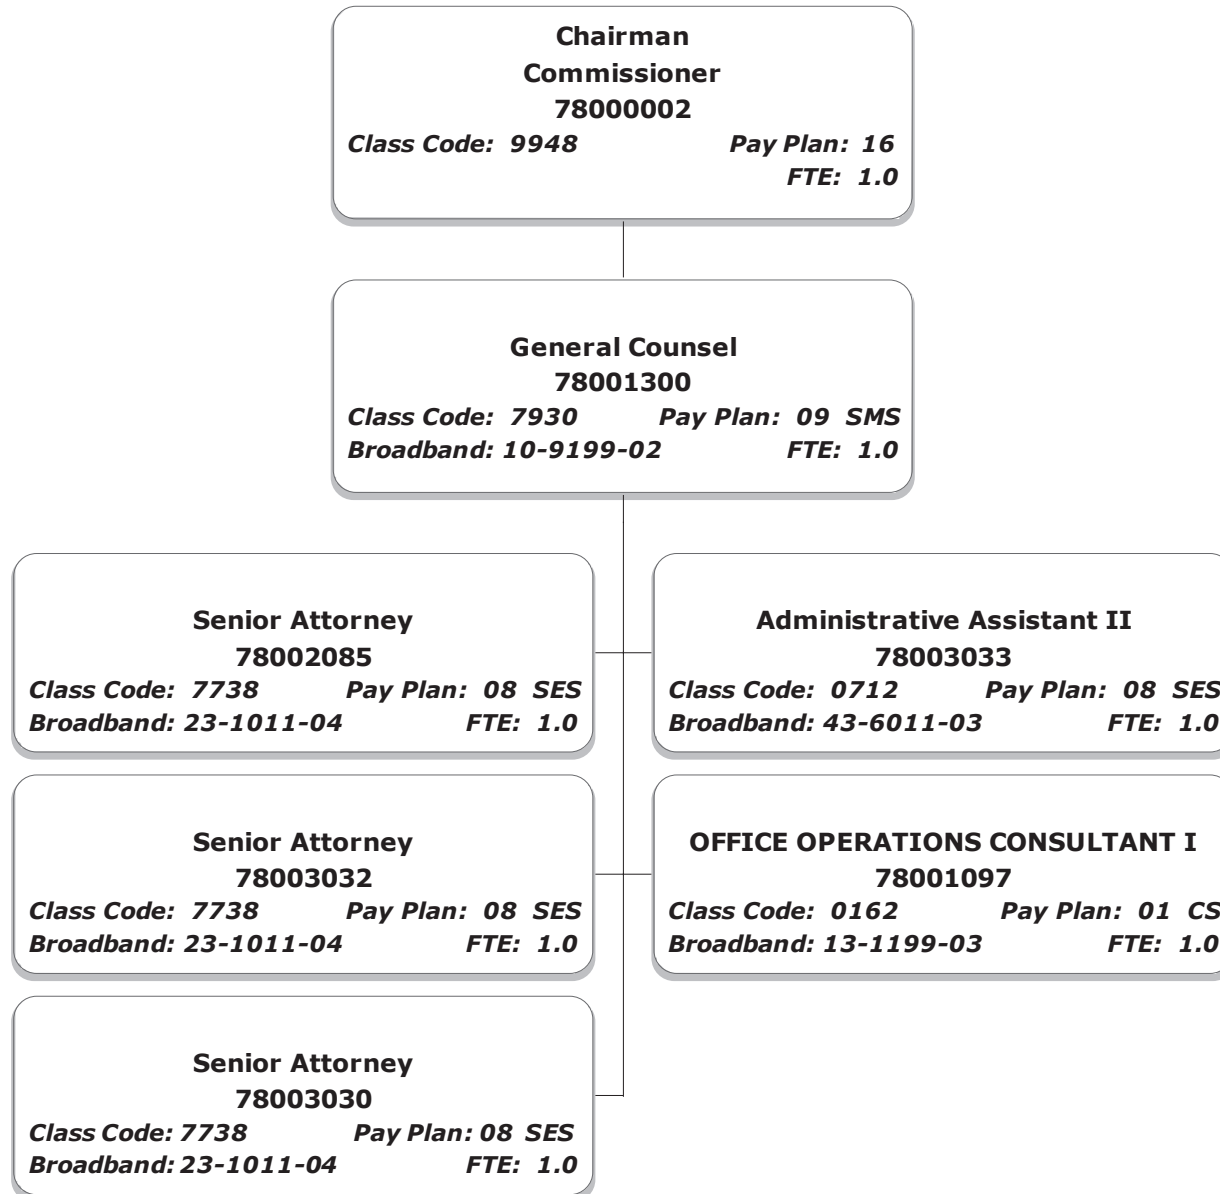 Chairman
Commissioner
78000002
Class Code: 9948 Pay Plan: 16
FTE: 1.0
General Counsel
78001300
Class Code: 7930 Pay Plan: 09 SMS
Broadband: 10-9199-02 FTE: 1.0
Senior Attorney
78002085
Class Code: 7738 Pay Plan: 08 SES
Broadband: 23-1011-04 FTE: 1.0
Administrative Assistant II
78003033
Class Code: 0712 Pay Plan: 08 SES
Broadband: 43-6011-03 FTE: 1.0
Senior Attorney
78003032
Class Code: 7738 Pay Plan: 08 SES
Broadband: 23-1011-04 FTE: 1.0
OFFICE OPERATIONS CONSULTANT I
78001097
Class Code: 0162 Pay Plan: 01 CS
Broadband: 13-1199-03 FTE: 1.0
Senior Attorney
78003030
Class Code: 7738 Pay Plan: 08 SES
Broadband: 23-1011-04 FTE: 1.0